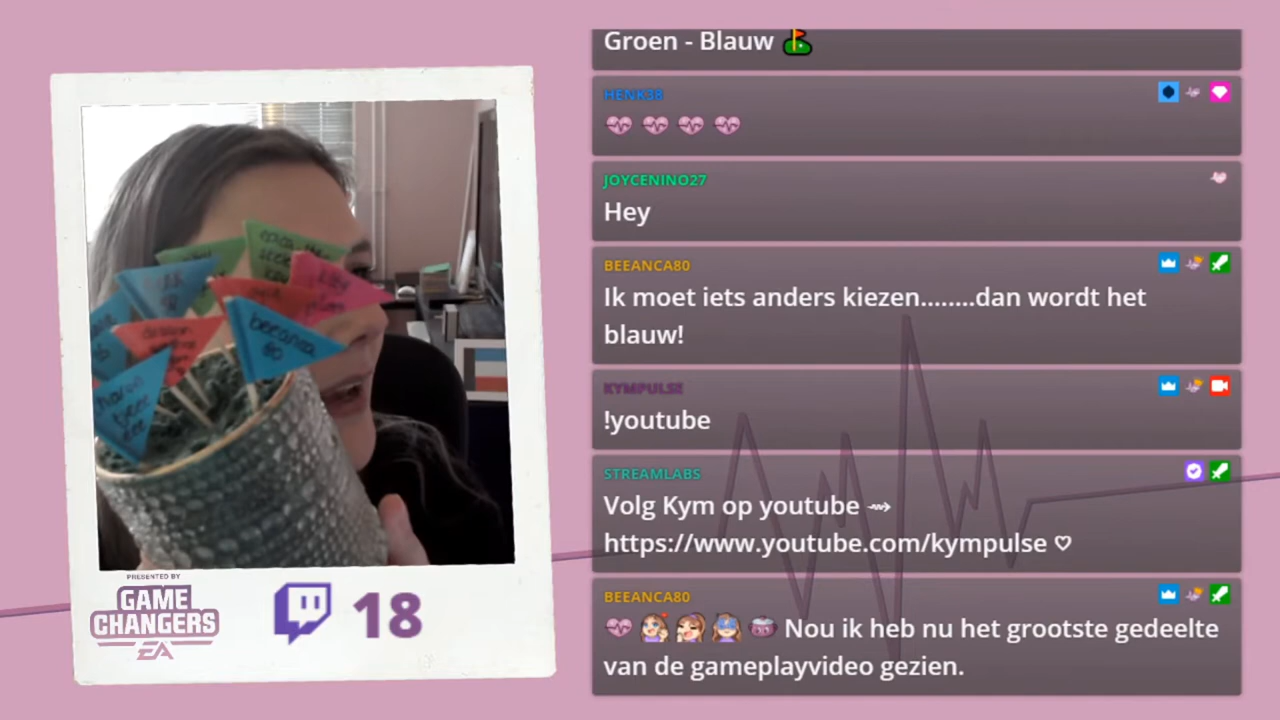 beeanca
80
PRESENTED BY
GAME
CHANGERS
EA
18
Groen - Blauw
HENK38
JOYCENINO27
Hey
BEEANCA80
Ik moet iets anders kiezen........dan wordt het
blauw!
KYMPULSE
!youtube
STREAMLABS
Volg Kym op youtube ⇝
https://www.youtube.com/kympulse ♡
BEEANCA80
Nou ik heb nu het grootste gedeelte
van de gameplayvideo gezien.